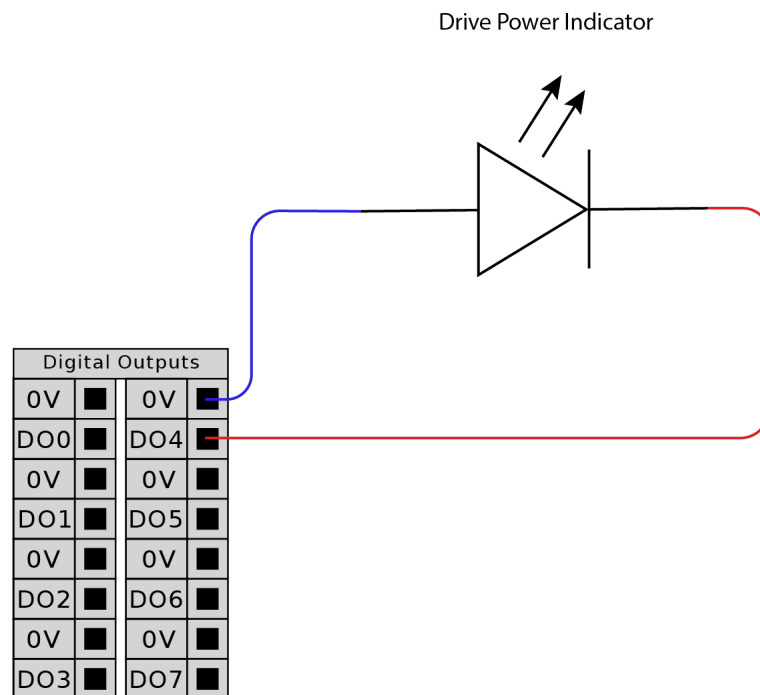 Drive Power Indicator
Digital Outputs
0V 0V
DO0 DO4
0V 0V
DO1 DO5
0V 0V
DO2 DO6
0V 0V
DO3 DO7